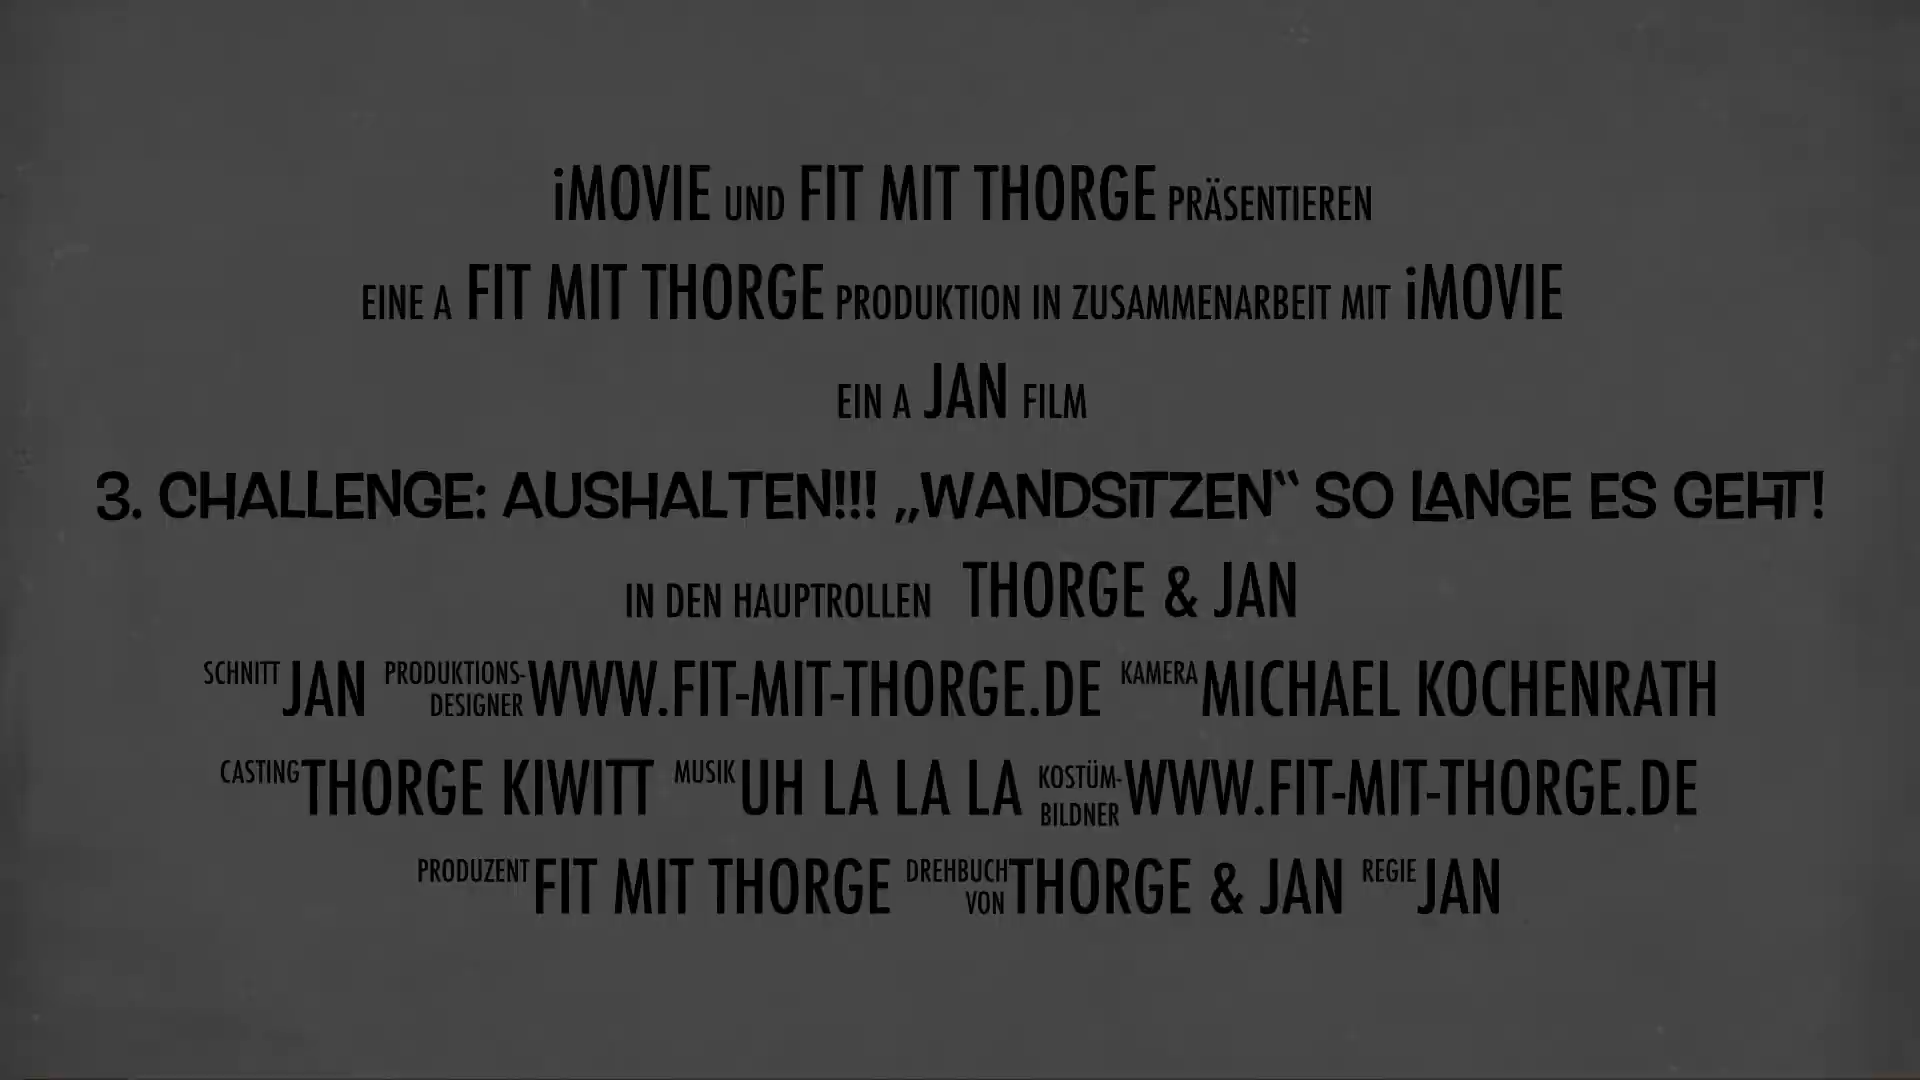 iMOVIE UND FIT MIT THORGE PRÄSENTIEREN
EINE A FIT MIT THORGE PRODUKTION IN ZUSAMMENARBEIT MIT iMOVIE
EIN A JAN FILM
3. CHALLENGE: AUSHALTEN!!! „WANDSITZEN“ SO LANGE ES GEHT!
IN DEN HAUPTROLLEN THORGE & JAN
SCHNITT JAN PRODUKTIONS-DESIGNER WWW.FIT-MIT-THORGE.DE KAMERA MICHAEL KOCHENRATH
CASTING THORGE KIWITT MUSIK UH LA LA LA KOSTÜM-BILDNER WWW.FIT-MIT-THORGE.DE
PRODUZENT FIT MIT THORGE DREHBUCH VON THORGE & JAN REGIE JAN